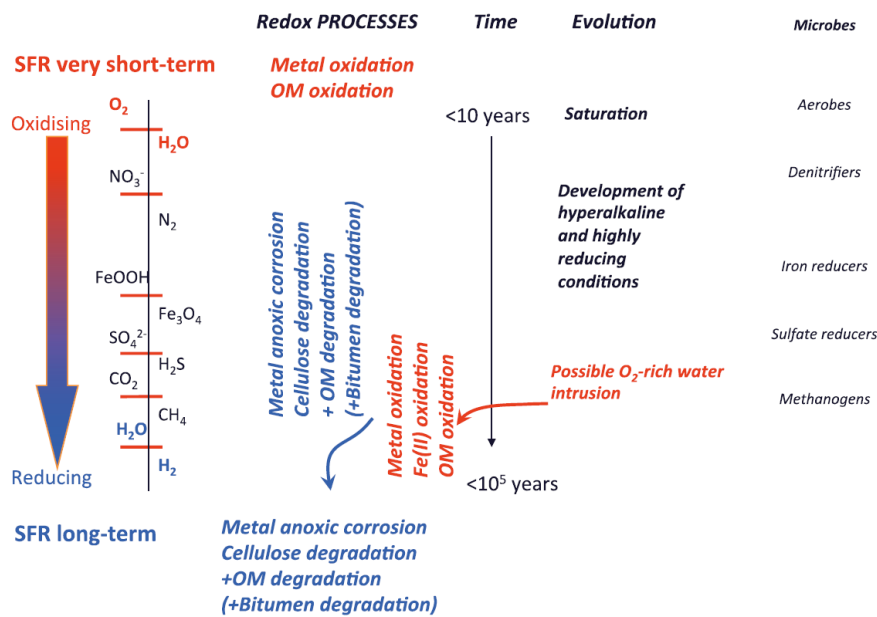 Redox PROCESSES
Time
Evolution
Microbes
SFR very short-term
Metal oxidation
OM oxidation
O₂
Oxidising
H₂O
NO₃⁻
N₂
FeOOH
Fe₃O₄
SO₄²⁻
H₂S
CO₂
CH₄
H₂O
H₂
Reducing
SFR long-term
Metal anoxic corrosion
Cellulose degradation
+ OM degradation
(+Bitumen degradation)
Metal oxidation
Fe(II) oxidation
OM oxidation
Metal anoxic corrosion
Cellulose degradation
+OM degradation
(+Bitumen degradation)
<10 years
<10⁵ years
Saturation
Development of
hyperalkaline
and highly
reducing
conditions
Possible O₂-rich water
intrusion
Aerobes
Denitrifiers
Iron reducers
Sulfate reducers
Methanogens